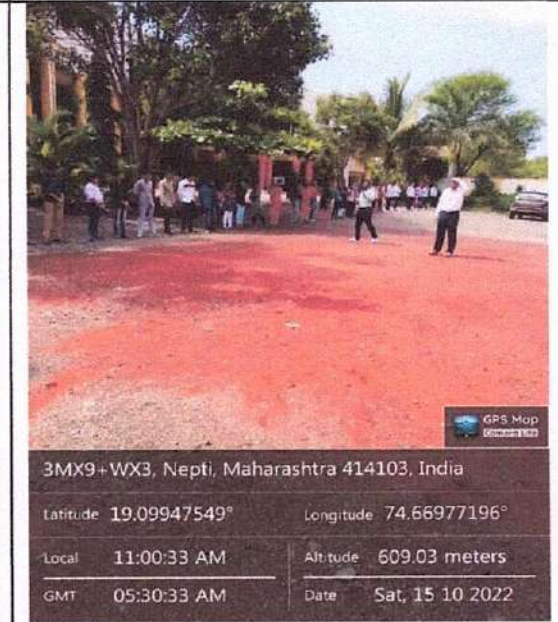 GPS Map
Camera Lite
3MX9+WX3, Nepti, Maharashtra 414103, India
Latitude 19.09947549°
Longitude 74.66977196°
Local 11:00:33 AM
Altitude 609.03 meters
GMT 05:30:33 AM
Date Sat, 15 10 2022